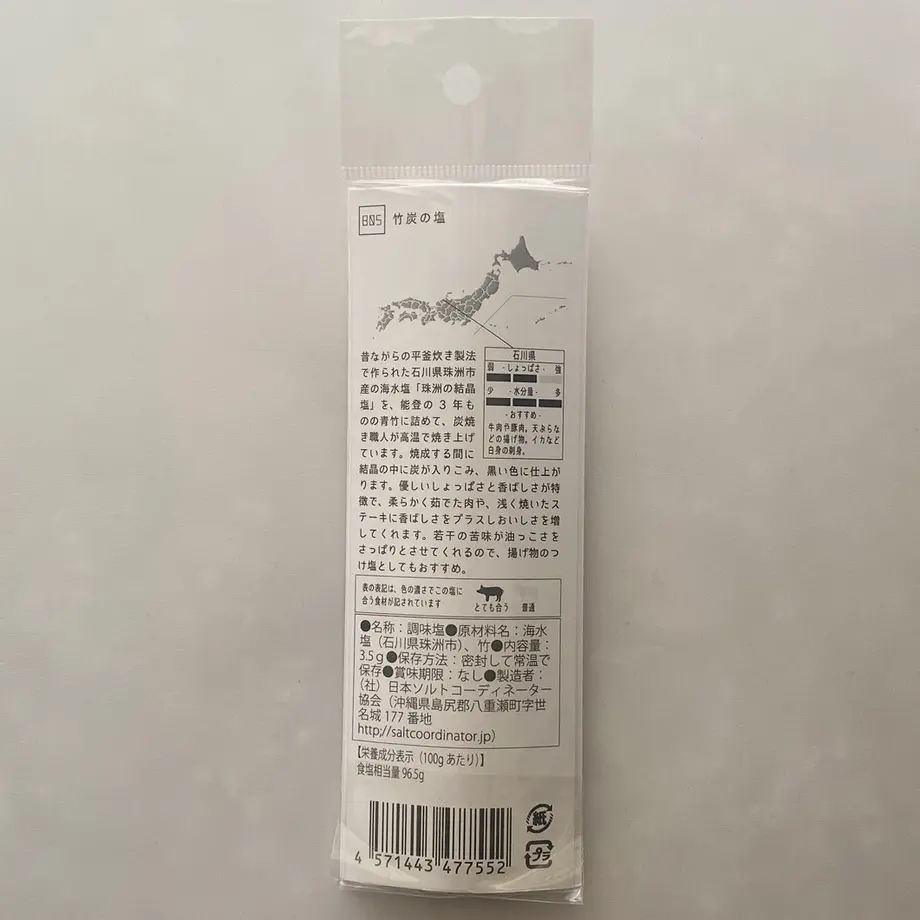 BNS 竹炭の塩
石川県
弱 -しょっぱさ- 強
少 -水分量- 多
-おすすめ-
牛肉や豚肉。天ぷらな
どの揚げ物。イカなど
白身の刺身。
昔ながらの平釜炊き製法
で作られた石川県珠洲市
産の海水塩「珠洲の結晶
塩」を、能登の3年も
のの青竹に詰めて、炭焼
き職人が高温で焼き上げ
ています。焼成する間に
結晶の中に炭が入りこみ、黒い色に仕上が
ります。優しいしょっぱさと香ばしさが特
徴で、柔らかく茹でた肉や、浅く焼いたス
テーキに香ばしさをプラスしおいしさを増
してくれます。若干の苦味が油っこさを
さっぱりとさせてくれるので、揚げ物のつ
け塩としてもおすすめ。
表の表記は、色の濃さでこの塩に
合う食材が記されています
とても合う 普通
●名称:調味塩●原材料名:海水
塩(石川県珠洲市)、竹●内容量:
3.5g●保存方法:密封して常温で
保存●賞味期限:なし●製造者:
(社)日本ソルトコーディネーター
協会(沖縄県島尻郡八重瀬町字世
名城177番地
http://saltcoordinator.jp)
【栄養成分表示(100gあたり)】
食塩相当量96.5g
4 571443 477552
紙
プラ